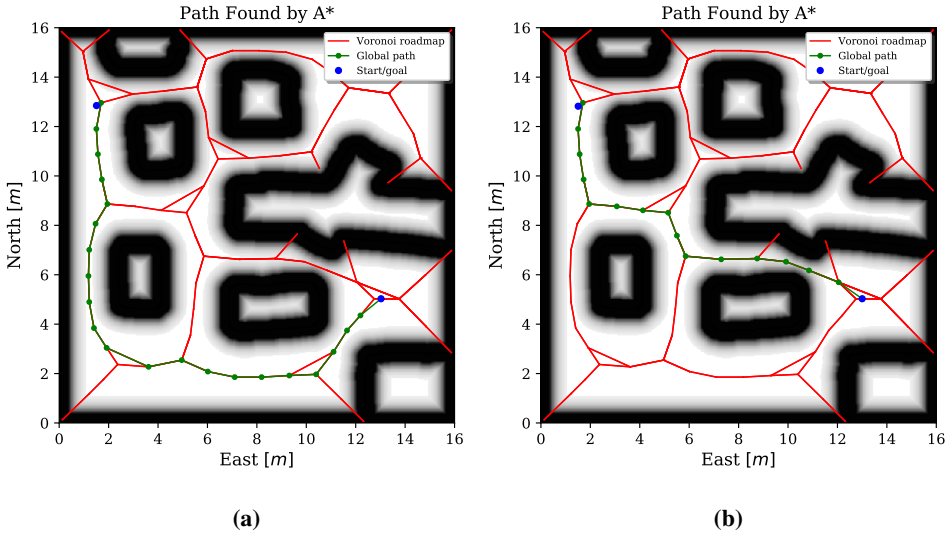 Path Found by A*
Voronoi roadmap
Global path
Start/goal
16
14
12
10
8
6
4
2
0
North [m]
0 2 4 6 8 10 12 14 16
East [m]
(a)
Path Found by A*
Voronoi roadmap
Global path
Start/goal
16
14
12
10
8
6
4
2
0
North [m]
0 2 4 6 8 10 12 14 16
East [m]
(b)